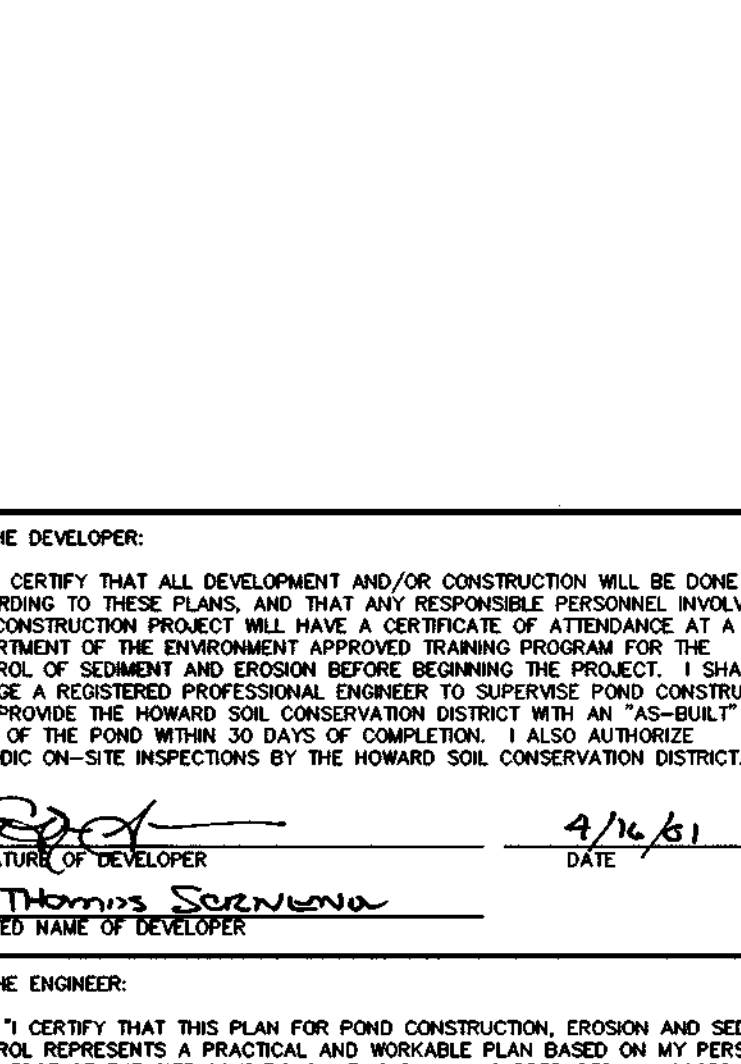 HE DEVELOPER:
CERTIFY THAT ALL DEVELOPMENT AND/OR CONSTRUCTION WILL BE DONE
RDING TO THESE PLANS, AND THAT ANY RESPONSIBLE PERSONNEL INVOLV
CONSTRUCTION PROJECT WILL HAVE A CERTIFICATE OF ATTENDANCE AT A
RTMENT OF THE ENVIRONMENT APPROVED TRAINING PROGRAM FOR THE
ROL OF SEDIMENT AND EROSION BEFORE BEGINNING THE PROJECT. I SHA
GE A REGISTERED PROFESSIONAL ENGINEER TO SUPERVISE POND CONSTRU
PROVIDE THE HOWARD SOIL CONSERVATION DISTRICT WITH AN "AS-BUILT"
OF THE POND WITHIN 30 DAYS OF COMPLETION. I ALSO AUTHORIZE
DIC ON-SITE INSPECTIONS BY THE HOWARD SOIL CONSERVATION DISTRICT.
4/16/01
ATURE OF DEVELOPER DATE
THomas
ED NAME OF DEVELOPER
HE ENGINEER:
"I CERTIFY THAT THIS PLAN FOR POND CONSTRUCTION, EROSION AND SED
ROL REPRESENTS A PRACTICAL AND WORKABLE PLAN BASED ON MY PERS